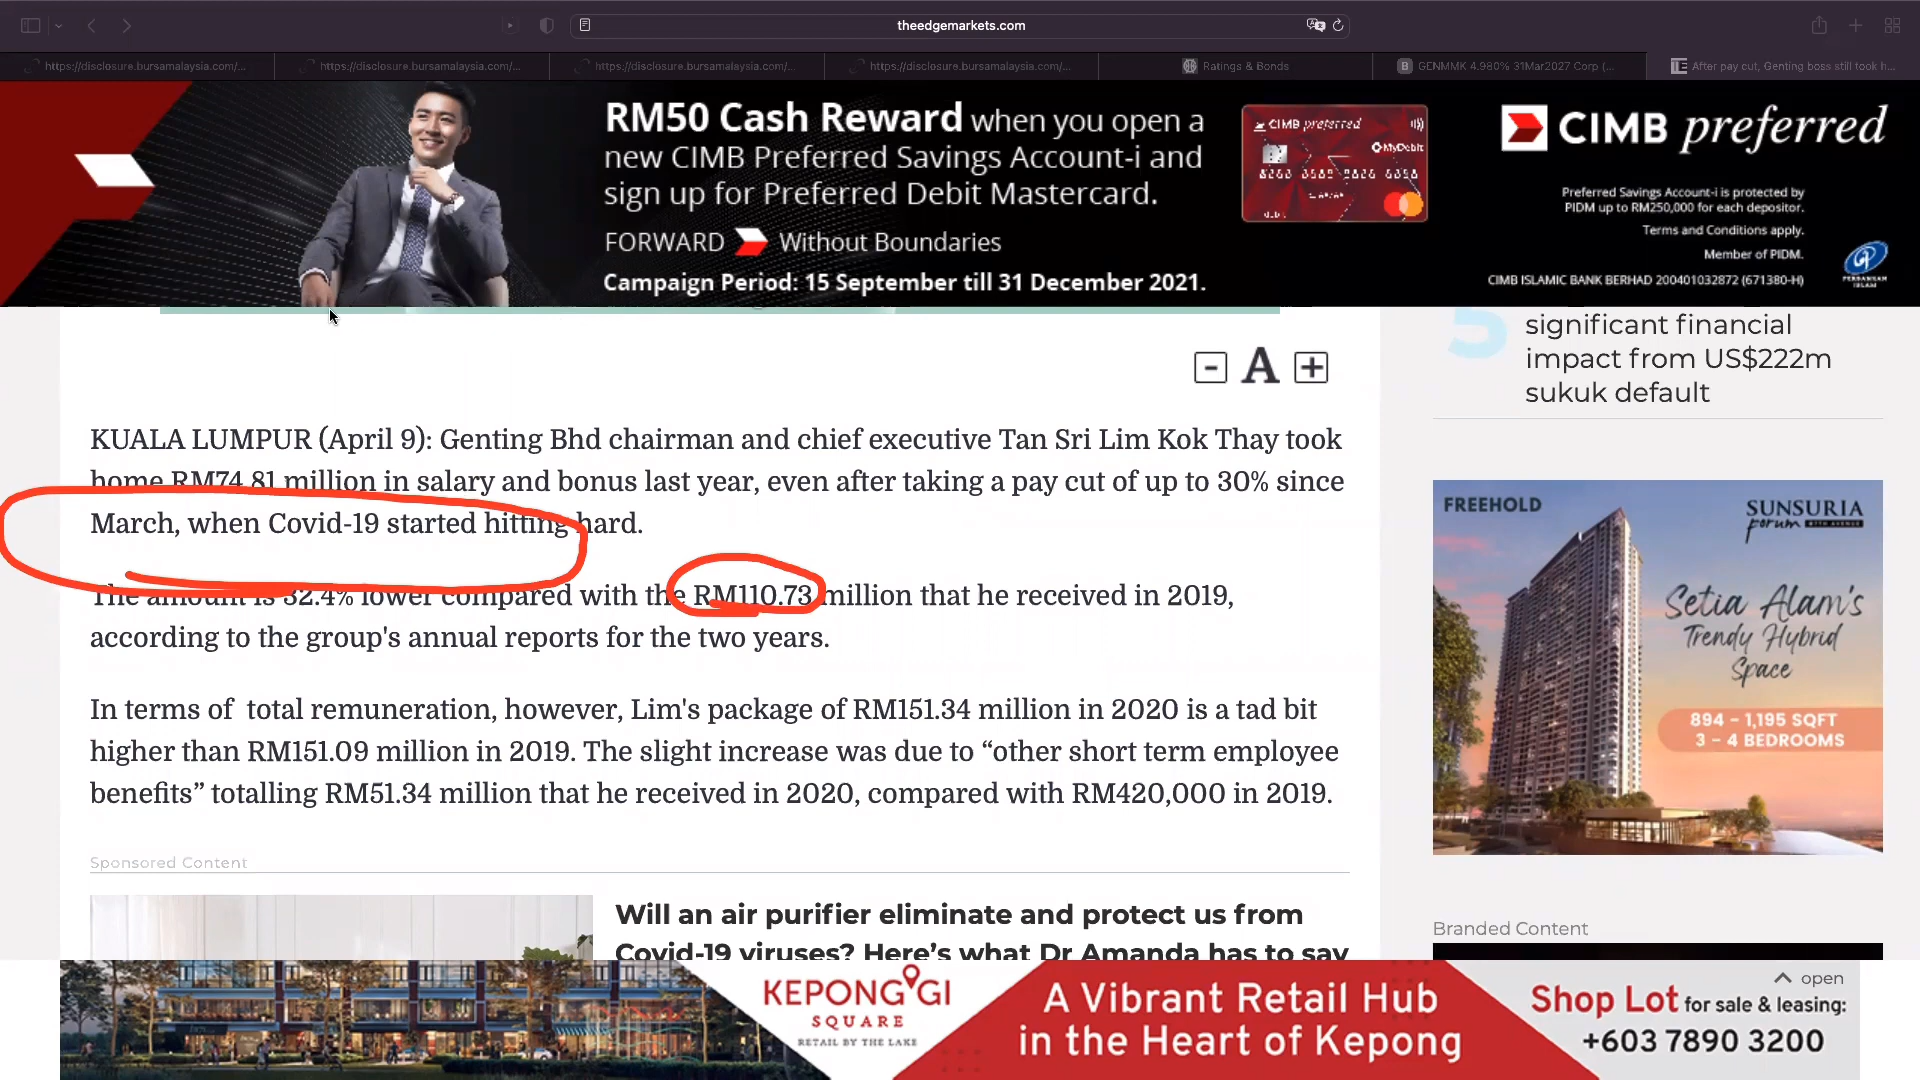 theedgemarkets.com
https://disclosure.bursamalaysia.com/...
https://disclosure.bursamalaysia.com/...
https://disclosure.bursamalaysia.com/...
https://disclosure.bursamalaysia.com/...
Ratings & Bonds
GENMMK 4.980% 31Mar2027 Corp (...
After pay cut, Genting boss still took h...
RM50 Cash Reward when you open a
new CIMB Preferred Savings Account-i and
sign up for Preferred Debit Mastercard.
FORWARD Without Boundaries
Campaign Period: 15 September till 31 December 2021.
CIMB preferred
MyDebit
CIMB preferred
Preferred Savings Account-i is protected by
PIDM up to RM250,000 for each depositor.
Terms and Conditions apply.
Member of PIDM.
CIMB ISLAMIC BANK BERHAD 200401032872 (671380-H)
PERBANKAN
ISLAM
5
significant financial
impact from US$222m
sukuk default
- A +
KUALA LUMPUR (April 9): Genting Bhd chairman and chief executive Tan Sri Lim Kok Thay took
home RM74.81 million in salary and bonus last year, even after taking a pay cut of up to 30% since
March, when Covid-19 started hitting hard.
The amount is 32.4% lower compared with the RM110.73 million that he received in 2019,
according to the group's annual reports for the two years.
In terms of total remuneration, however, Lim's package of RM151.34 million in 2020 is a tad bit
higher than RM151.09 million in 2019. The slight increase was due to “other short term employee
benefits” totalling RM51.34 million that he received in 2020, compared with RM420,000 in 2019.
FREEHOLD
SUNSURIA
forum
Setia Alam's
Trendy Hybrid
Space
894 - 1,195 SQFT
3 - 4 BEDROOMS
Sponsored Content
Will an air purifier eliminate and protect us from
Covid-19 viruses? Here’s what Dr Amanda has to say
Branded Content
KEPONG GI
SQUARE
RETAIL BY THE LAKE
A Vibrant Retail Hub
in the Heart of Kepong
open
Shop Lot for sale & leasing:
+603 7890 3200